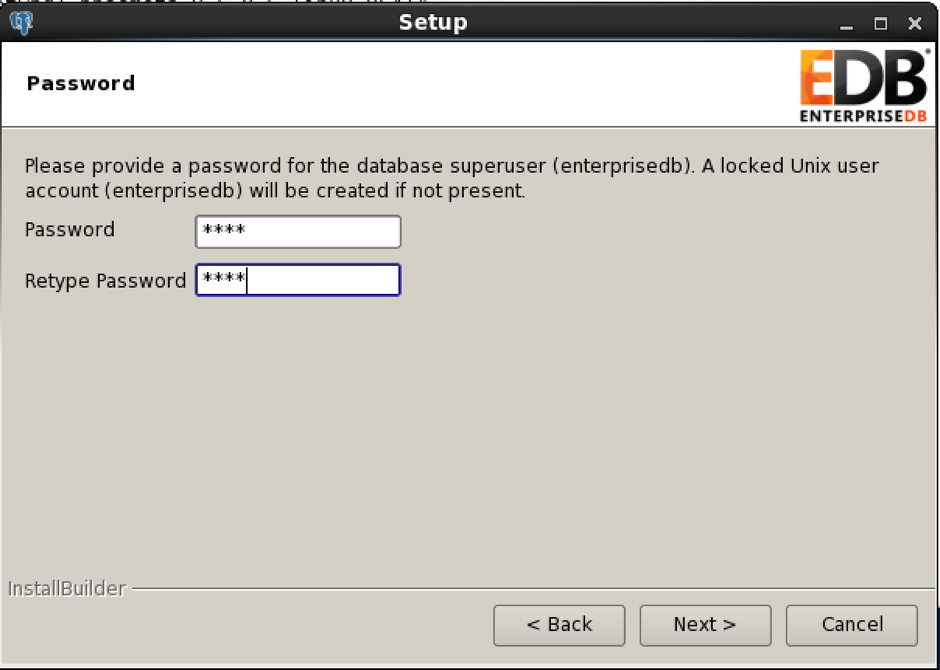 Setup
Password
EDB
ENTERPRISEDB
Please provide a password for the database superuser (enterprisedb). A locked Unix user
account (enterprisedb) will be created if not present.
Password ****
Retype Password ****
InstallBuilder
< Back Next > Cancel